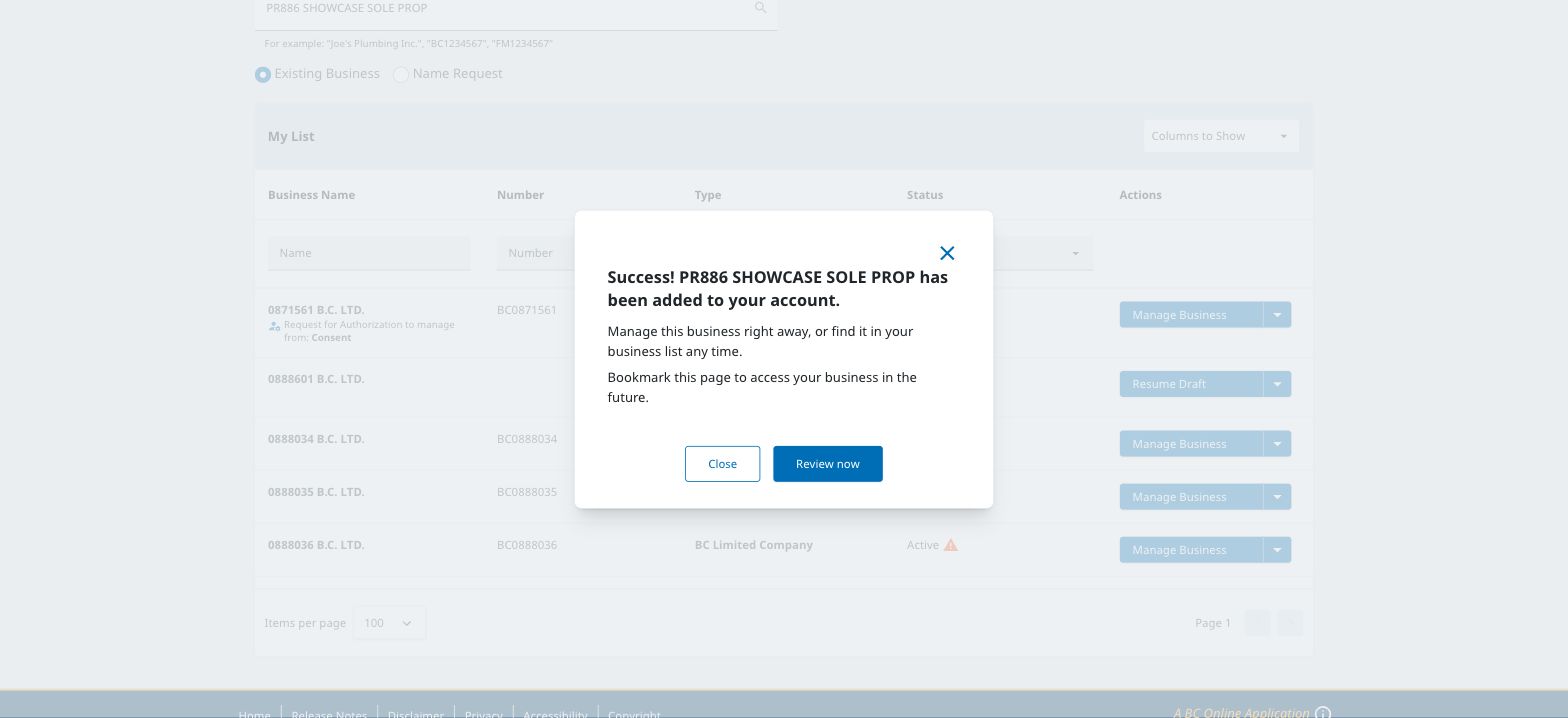 PR886 SHOWCASE SOLE PROP
For example: "Joe's Plumbing Inc.", "BC1234567", "FM1234567"
Existing Business Name Request
My List
Columns to Show
Business Name Number Type Status Actions
Name Number
0871561 B.C. LTD. BC0871561 Manage Business
Request for Authorization to manage
from: Consent
0888601 B.C. LTD. Resume Draft
0888034 B.C. LTD. BC0888034 Manage Business
0888035 B.C. LTD. BC0888035 Manage Business
0888036 B.C. LTD. BC0888036 BC Limited Company Active Manage Business
Success! PR886 SHOWCASE SOLE PROP has
been added to your account.
Manage this business right away, or find it in your
business list any time.
Bookmark this page to access your business in the
future.
Close Review now
Items per page 100 Page 1
Home Release Notes Disclaimer Privacy Accessibility Copyright A BC Online Application